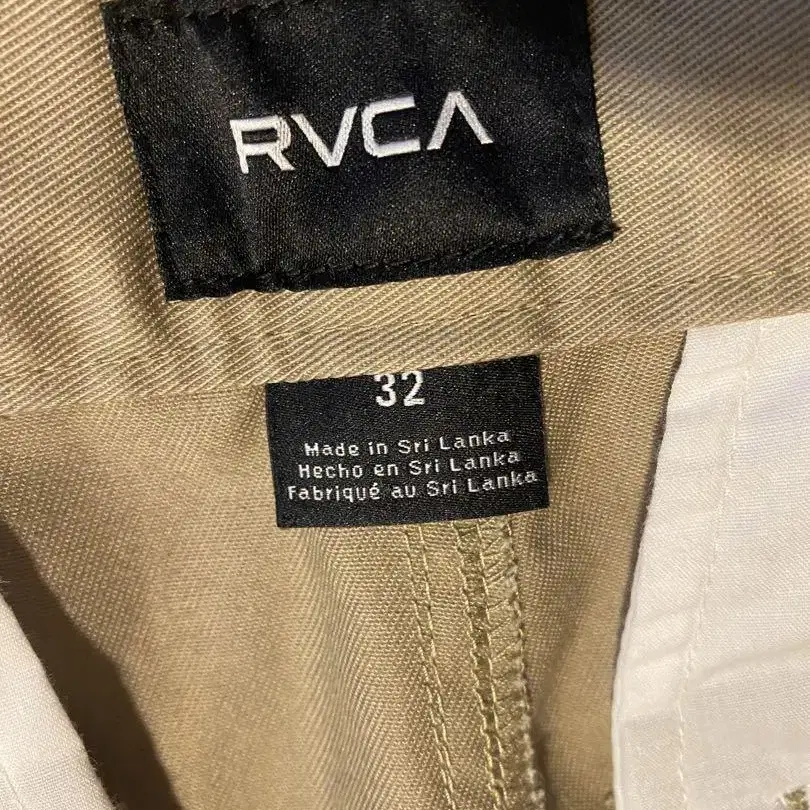 RVCA
32
Made in Sri Lanka
Hecho en Sri Lanka
Fabriqué au Sri Lanka